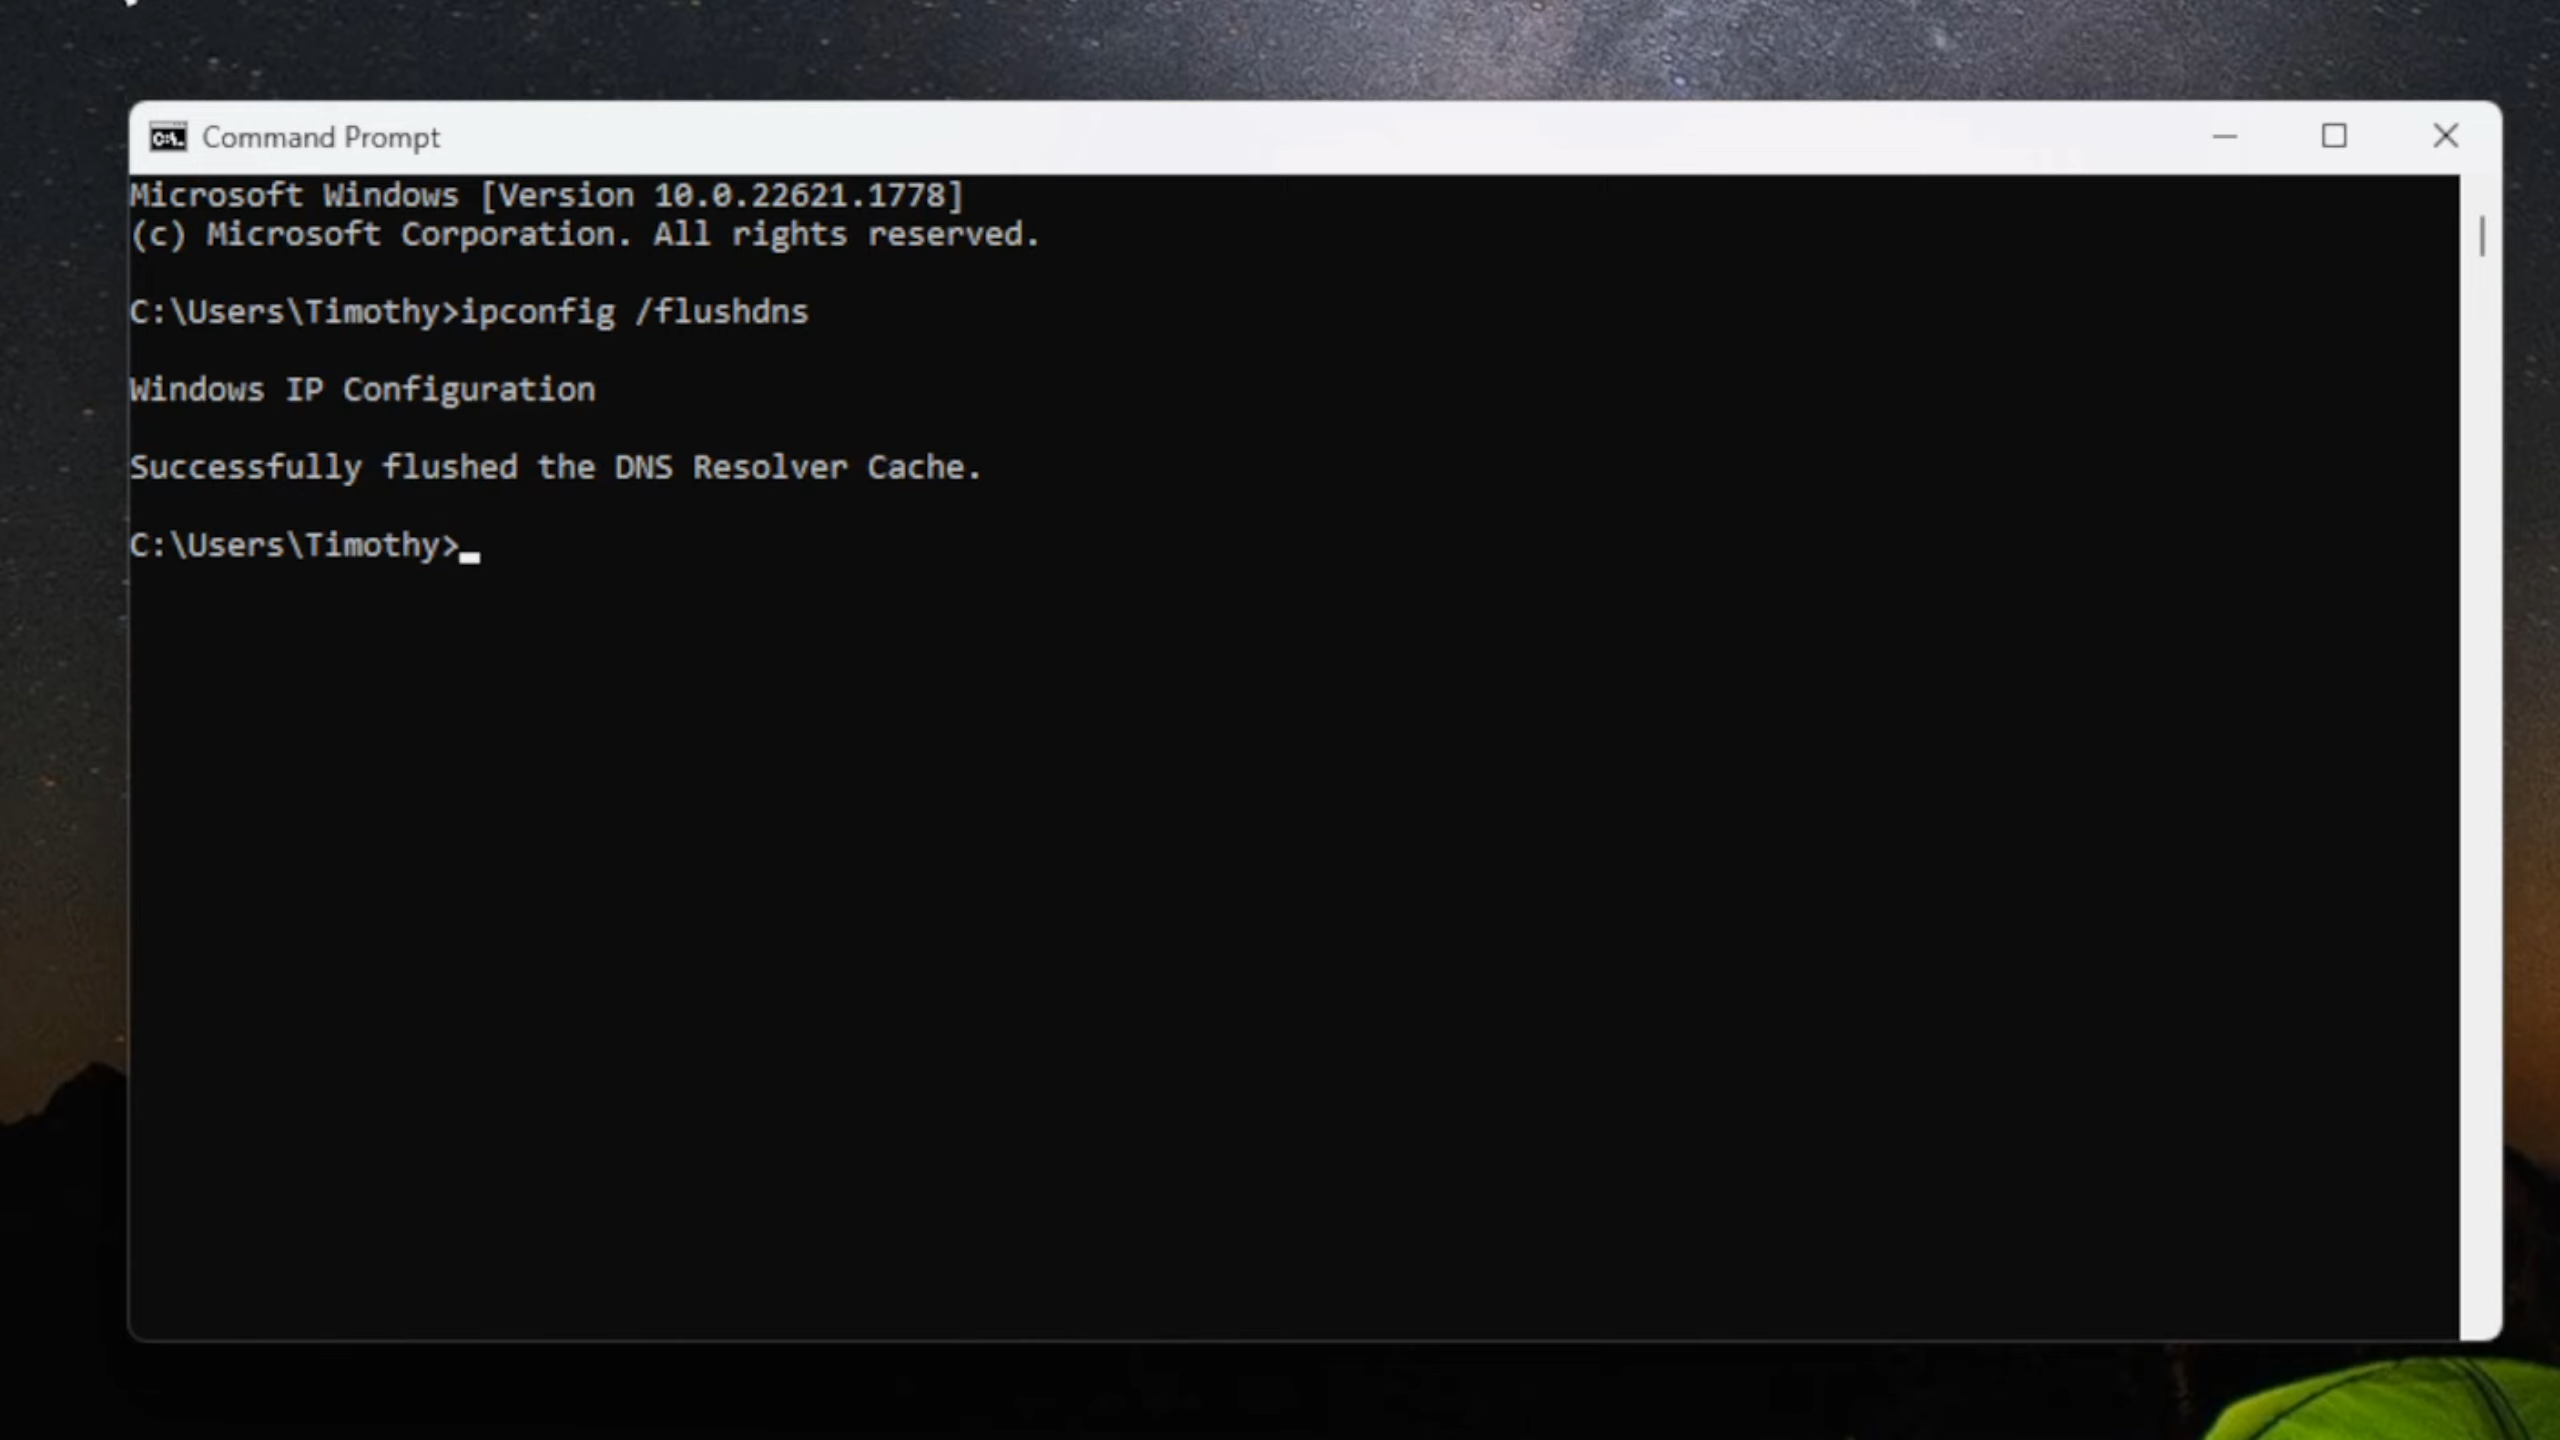 Command Prompt
Microsoft Windows [Version 10.0.22621.1778]
(c) Microsoft Corporation. All rights reserved.
C:\Users\Timothy>ipconfig /flushdns
Windows IP Configuration
Successfully flushed the DNS Resolver Cache.
C:\Users\Timothy>